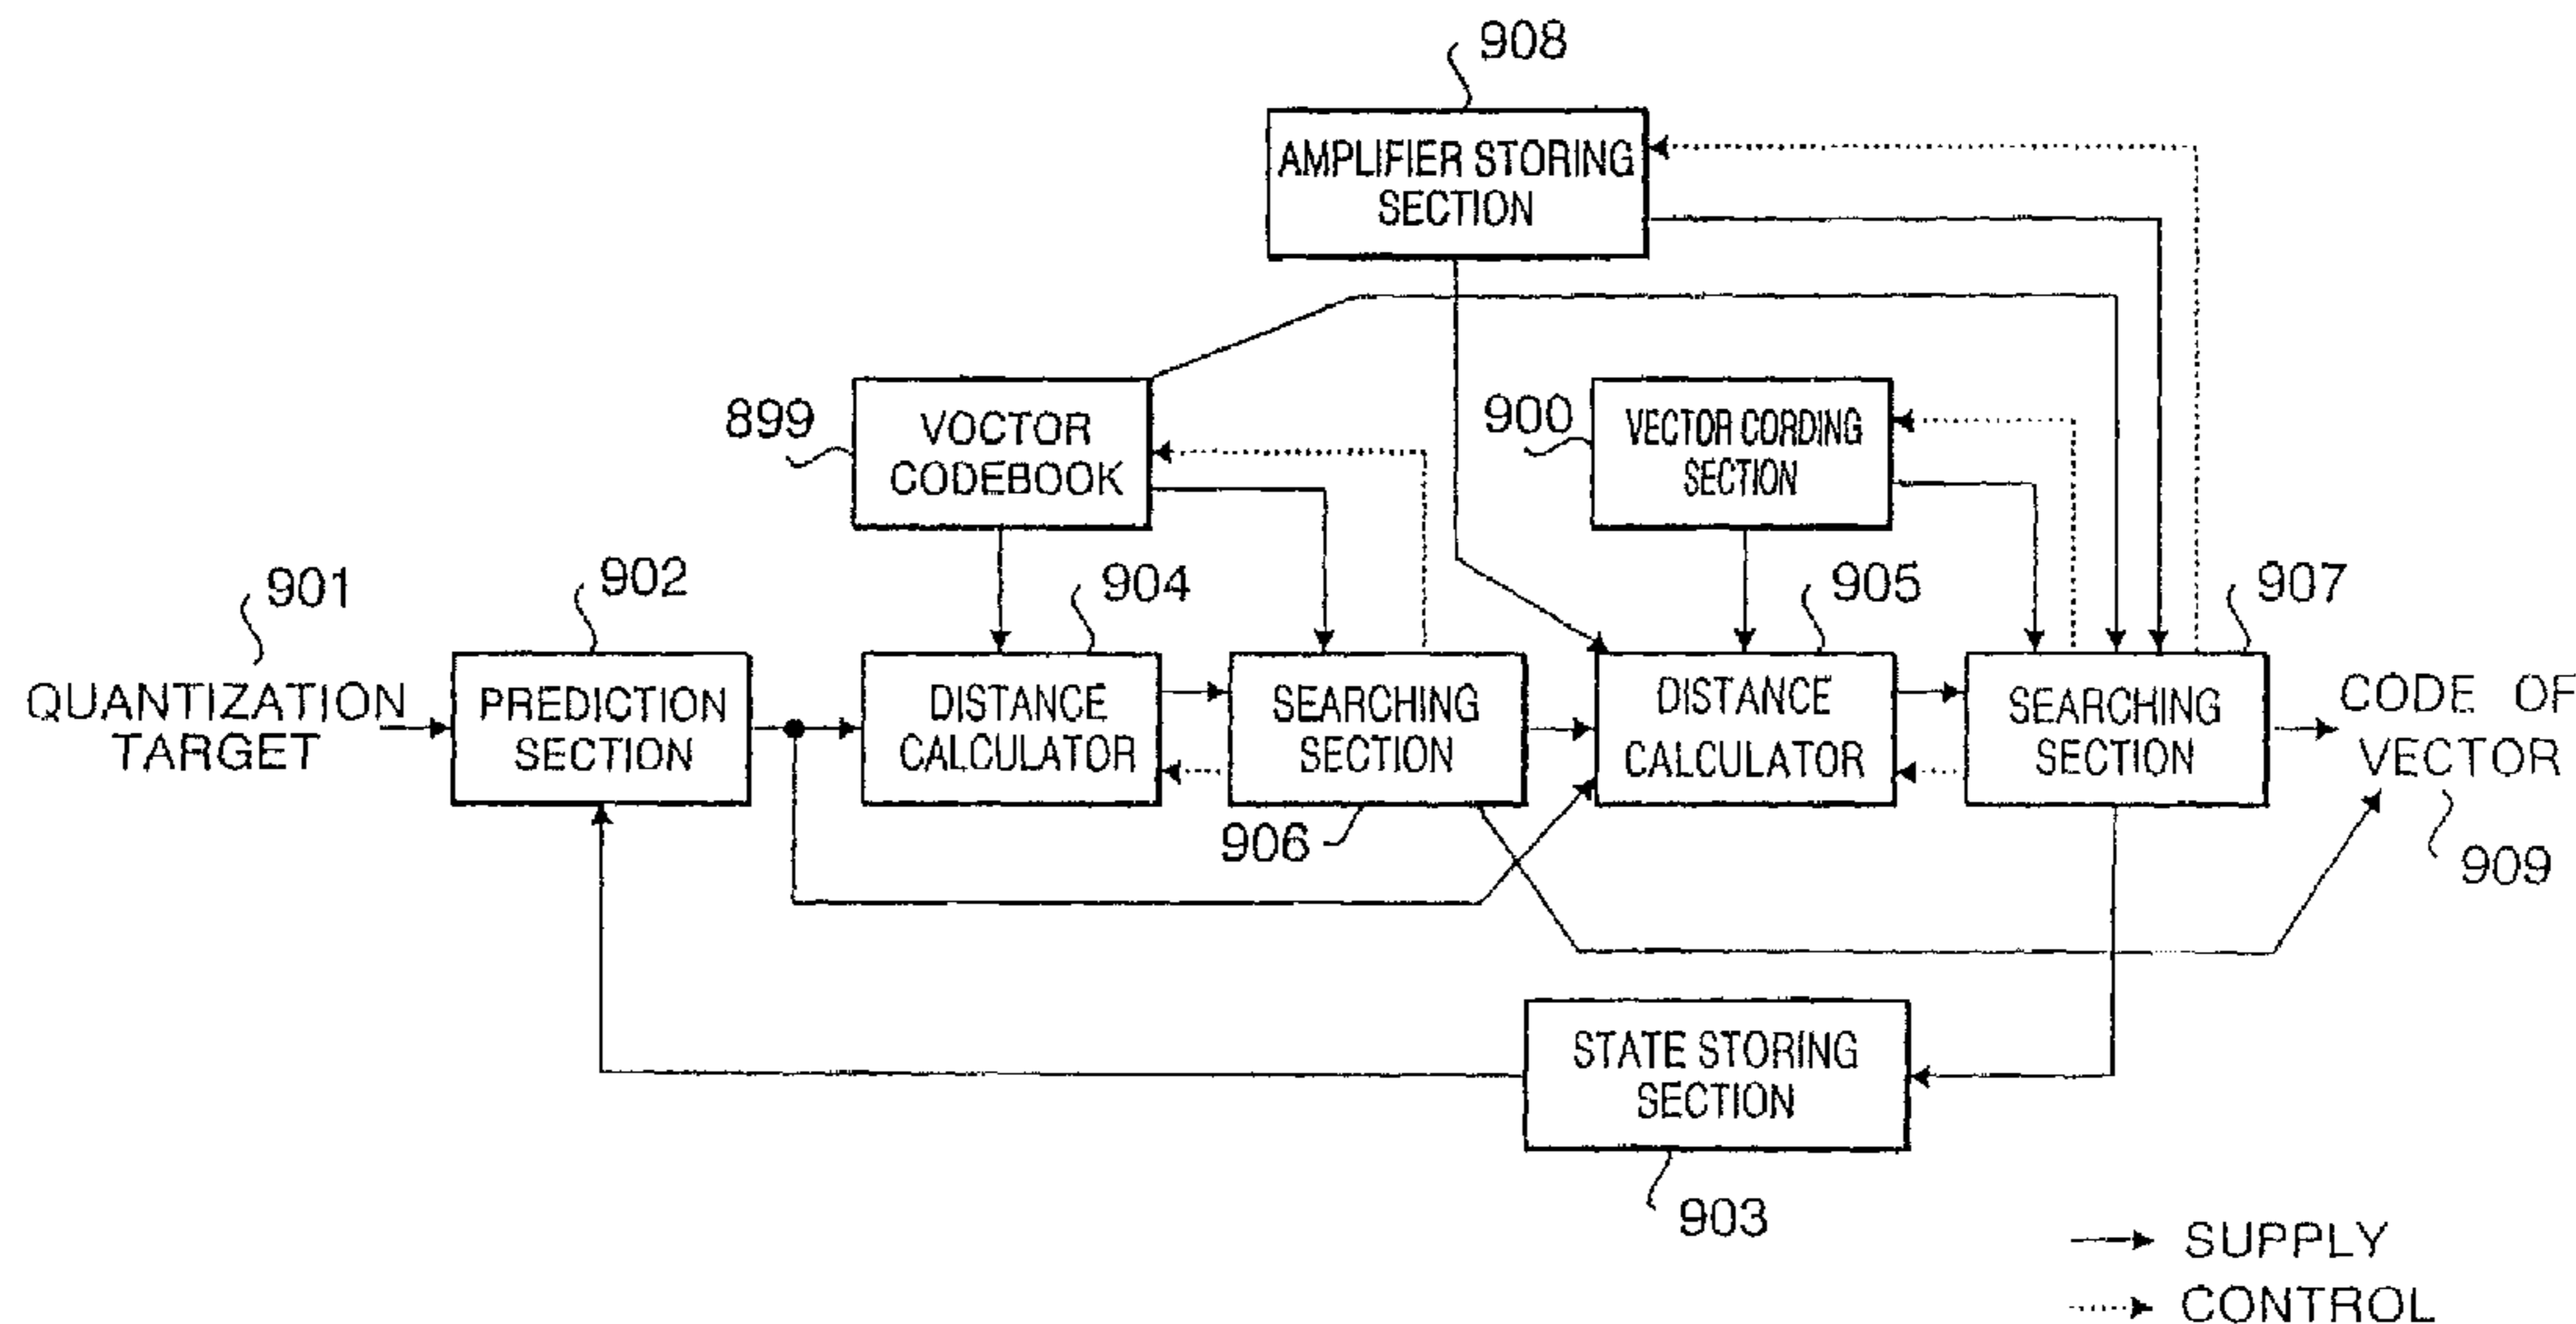 908
AMPLIFIER STORING
SECTION
899
VOCTOR
CODEBOOK
900
VECTOR CORDING
SECTION
901
QUANTIZATION
TARGET
902
PREDICTION
SECTION
904
DISTANCE
CALCULATOR
SEARCHING
SECTION
906
905
DISTANCE
CALCULATOR
907
SEARCHING
SECTION
CODE OF
VECTOR
909
STATE STORING
SECTION
903
SUPPLY
CONTROL